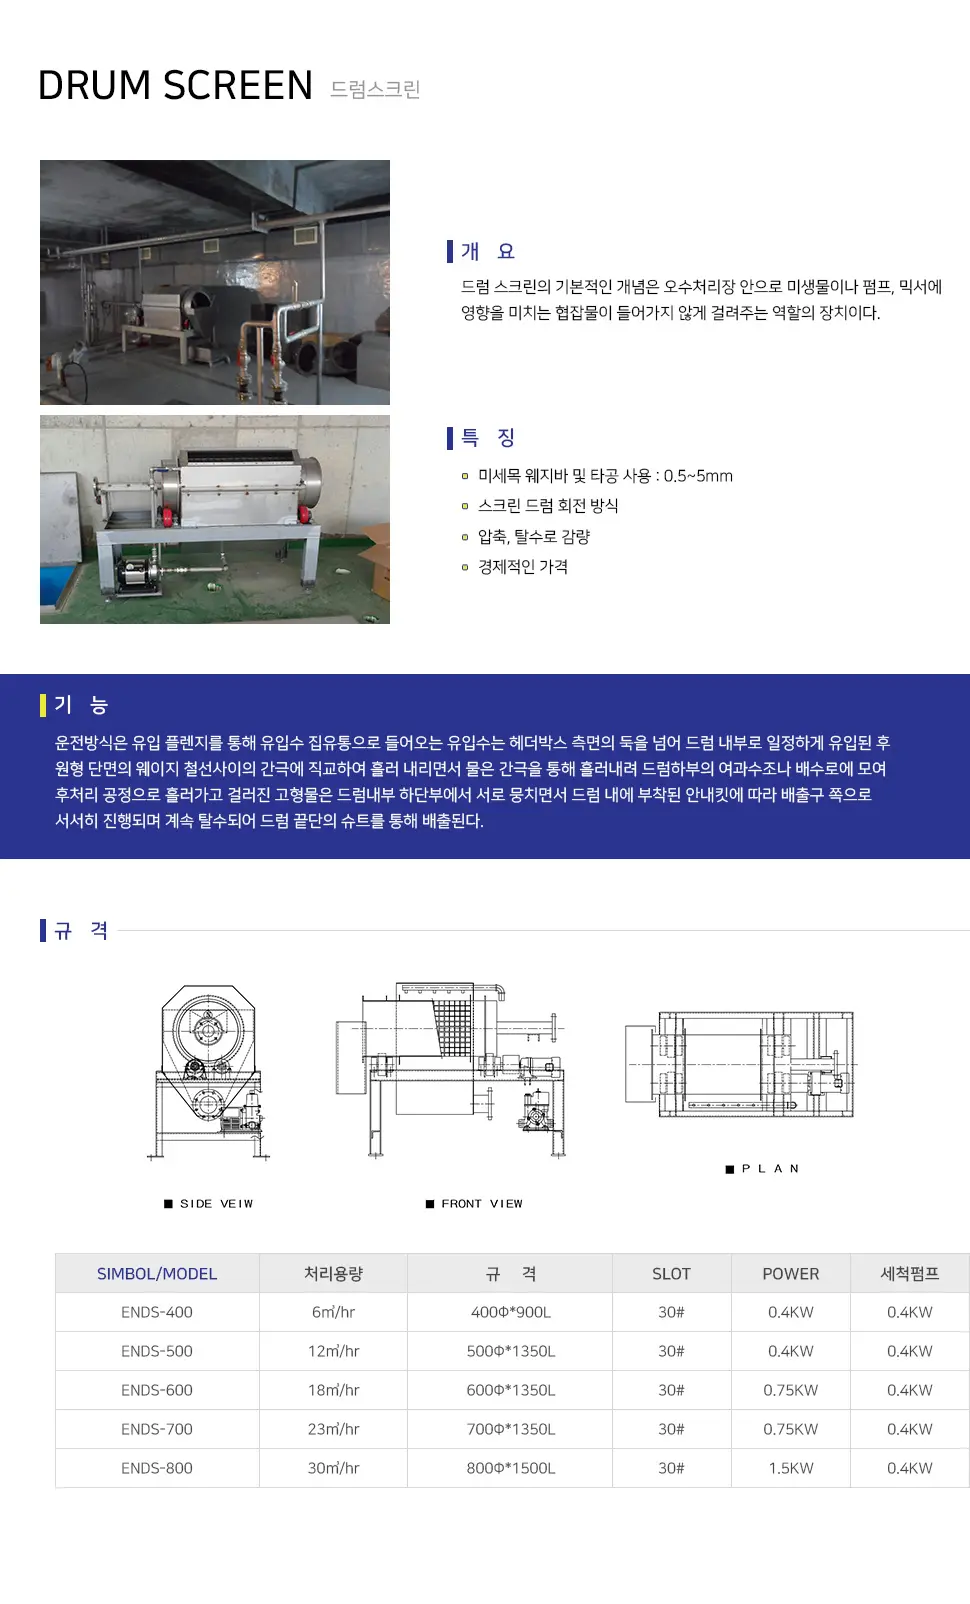 DRUM SCREEN 드럼스크린
개 요
드럼 스크린의 기본적인 개념은 오수처리장 안으로 미생물이나 펌프, 믹서에
영향을 미치는 협잡물이 들어가지 않게 걸려주는 역할의 장치이다.
특 징
미세목 웨지바 및 타공 사용 : 0.5~5mm
스크린 드럼 회전 방식
압축, 탈수로 감량
경제적인 가격
기 능
운전방식은 유입 플렌지를 통해 유입수 집유통으로 들어오는 유입수는 헤더박스 측면의 둑을 넘어 드럼 내부로 일정하게 유입된 후
원형 단면의 웨이지 철선사이의 간극에 직교하여 흘러 내리면서 물은 간극을 통해 흘러내려 드럼하부의 여과수조나 배수로에 모여
후처리 공정으로 흘러가고 걸러진 고형물은 드럼내부 하단부에서 서로 뭉치면서 드럼 내에 부착된 안내킷에 따라 배출구 쪽으로
서서히 진행되며 계속 탈수되어 드럼 끝단의 슈트를 통해 배출된다.
규 격
■ SIDE VEIW
■ FRONT VIEW
■ P L A N
SIMBOL/MODEL 처리용량 규 격 SLOT POWER 세척펌프
ENDS-400 6㎥/hr 400Φ*900L 30# 0.4KW 0.4KW
ENDS-500 12㎥/hr 500Φ*1350L 30# 0.4KW 0.4KW
ENDS-600 18㎥/hr 600Φ*1350L 30# 0.75KW 0.4KW
ENDS-700 23㎥/hr 700Φ*1350L 30# 0.75KW 0.4KW
ENDS-800 30㎥/hr 800Φ*1500L 30# 1.5KW 0.4KW